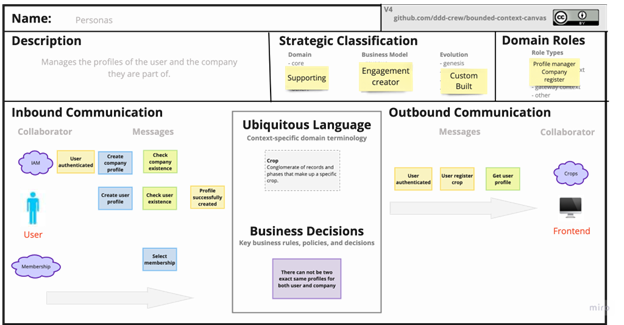 Name: Personas
V4
github.com/ddd-crew/bounded-context-canvas
cc
BY
Description
Manages the profiles of the user and the company
they are part of.
Strategic Classification
Domain
- core
Supporting
Business Model
Engagement
creator
Evolution
- genesis
Custom
Built
Domain Roles
Role Types
Profile manager
Company
register
- gateway context
- other
Inbound Communication
Collaborator
Messages
IAM
User
authenticated
Create
company
profile
Check
company
existence
Create user
profile
Check user
existence
Profile
successfully
created
User
Membership
Select
membership
Ubiquitous Language
Context-specific domain terminology
Crop
Conglomerate of records and
phases that make up a specific
crop.
Business Decisions
Key business rules, policies, and decisions
There can not be two
exact same profiles for
both user and company
Outbound Communication
Messages
Collaborator
User
authenticated
User register
crop
Get user
profile
Crops
Frontend
miro